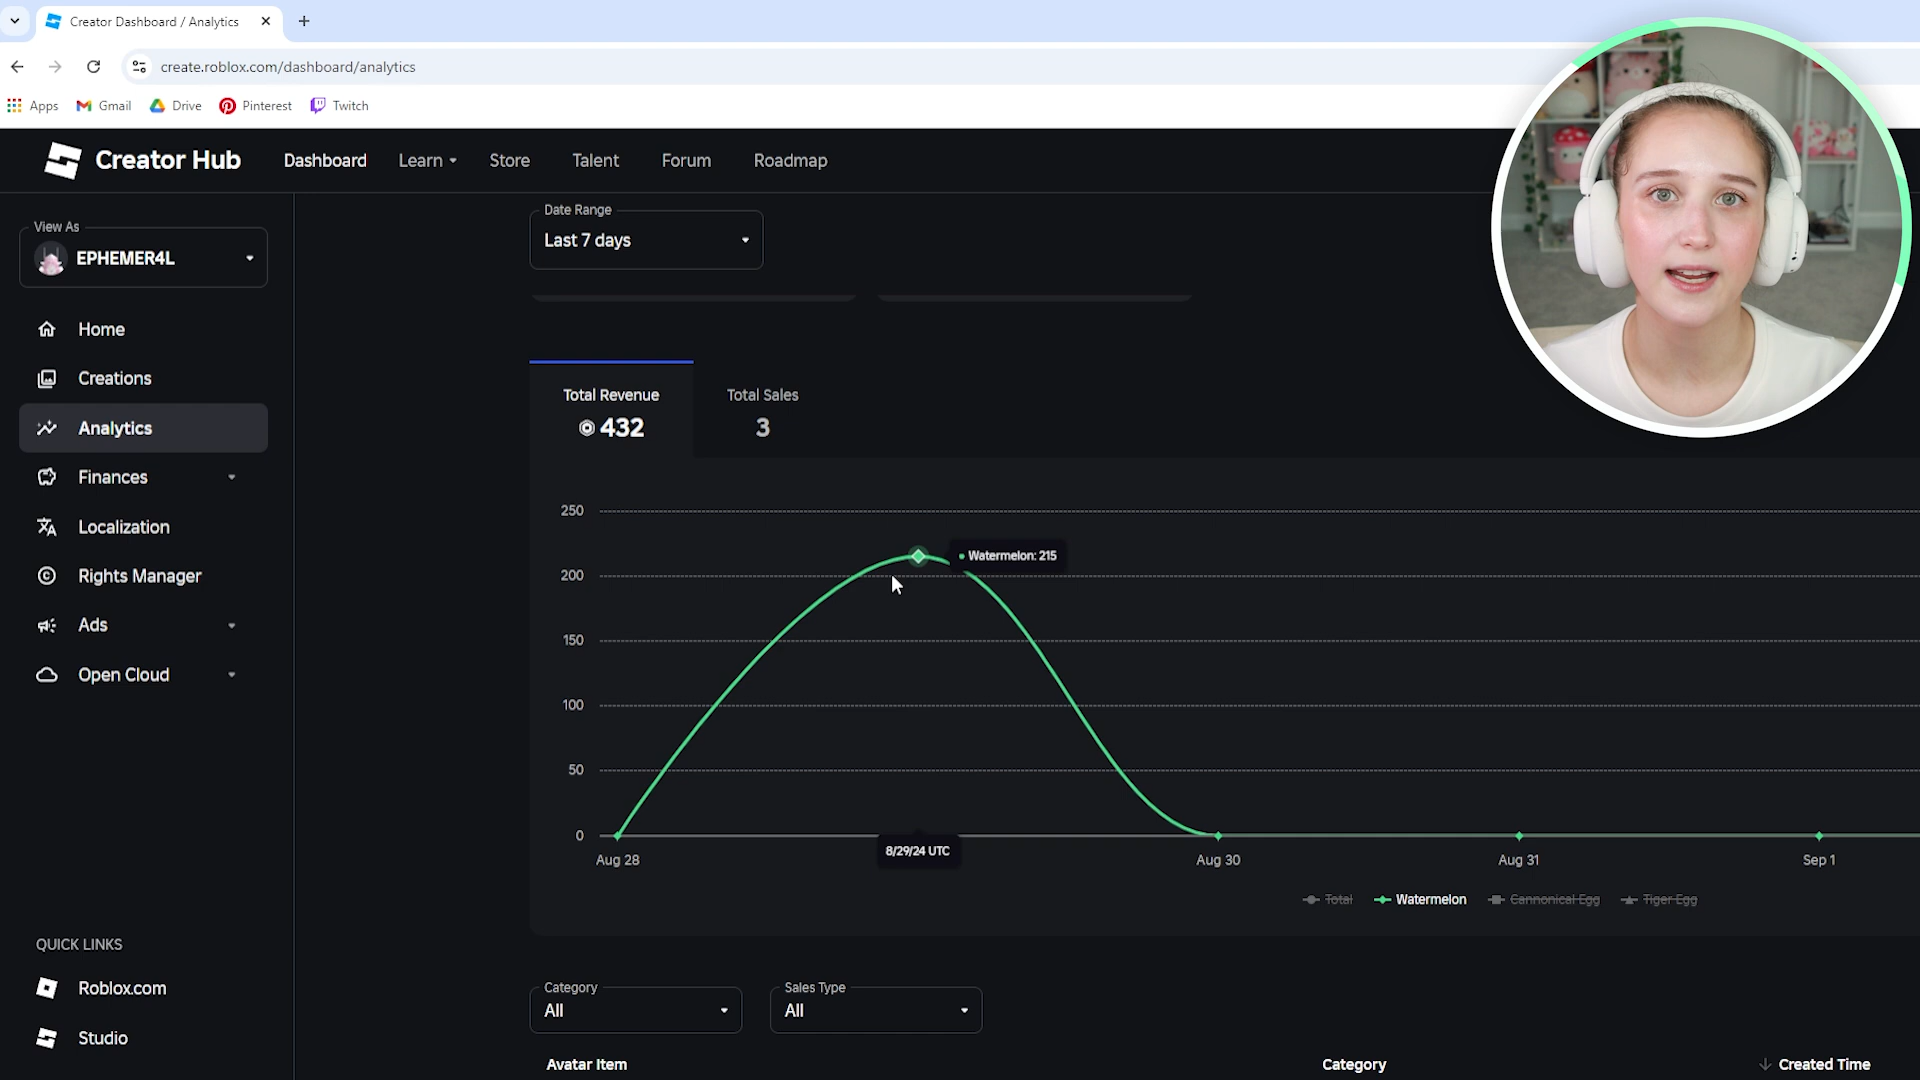 Creator Dashboard / Analytics
create.roblox.com/dashboard/analytics
Apps Gmail Drive Pinterest Twitch
Creator Hub Dashboard Learn Store Talent Forum Roadmap
View As
EPHEMER4L
Home
Creations
Analytics
Finances
Localization
Rights Manager
Ads
Open Cloud
QUICK LINKS
Roblox.com
Studio
Date Range
Last 7 days
Total Revenue
432
Total Sales
3
250
200
150
100
50
0
Watermelon: 215
8/29/24 UTC
Aug 28 Aug 30 Aug 31 Sep 1
Total Watermelon Cannonical Egg Tiger Egg
Category
All
Sales Type
All
Avatar Item Category Created Time